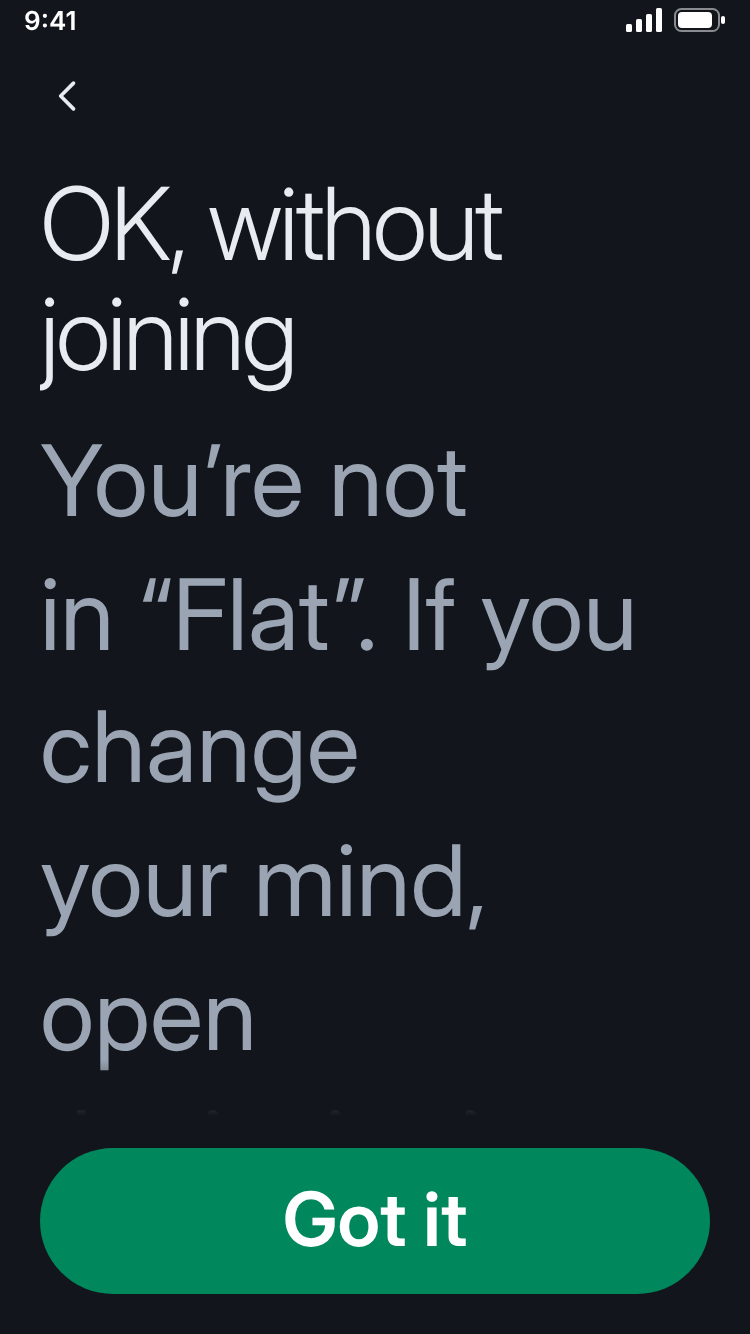 9:41
OK, without
joining
You’re not
in “Flat”. If you
change
your mind,
open
Got it